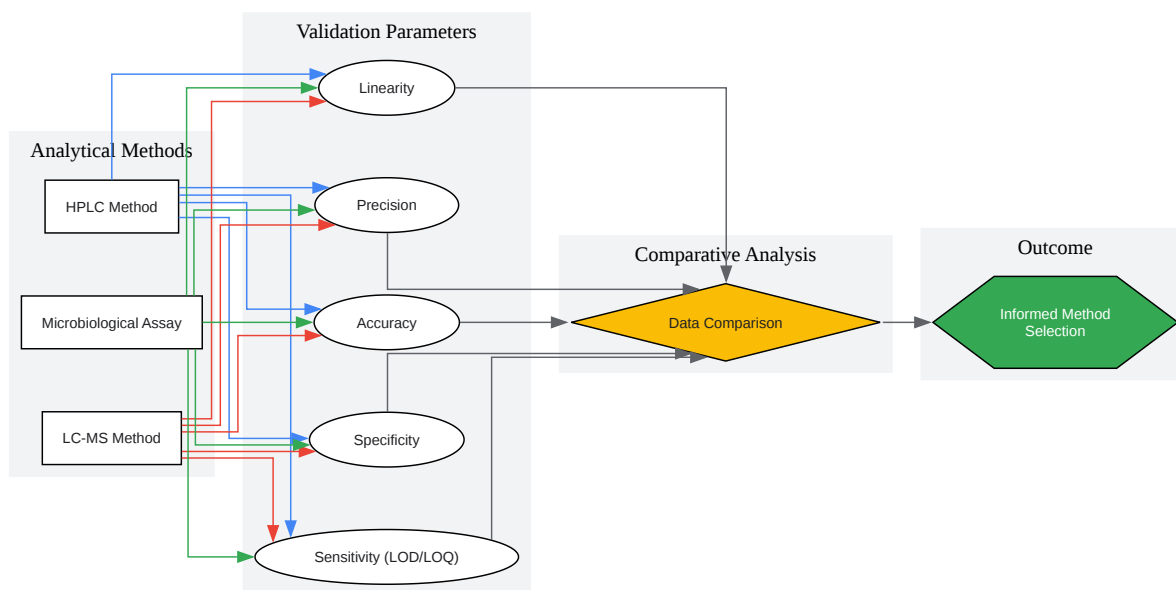 Validation Parameters
Linearity
Analytical Methods
HPLC Method
Precision
Comparative Analysis
Outcome
Microbiological Assay
Accuracy
Data Comparison
Informed Method
Selection
LC-MS Method
Specificity
Sensitivity (LOD/LOQ)